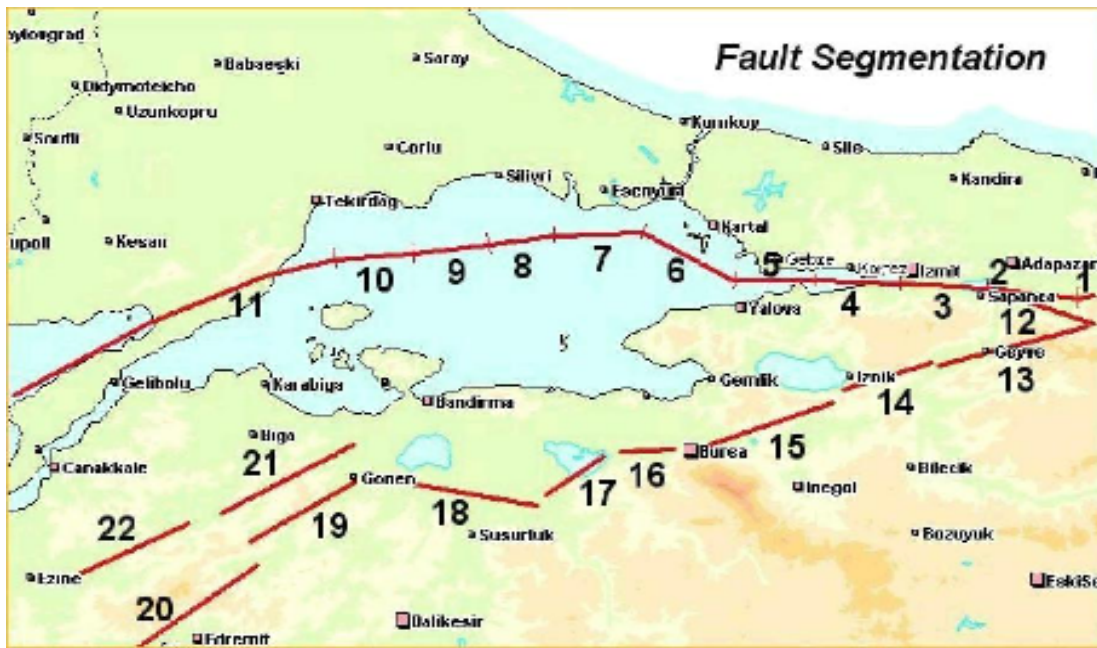 Fault Segmentation
Babaeski
Saray
Didymoteicho
Uzunkopru
Soufli
Corlu
Kumkoy
Sile
Kandira
Silivri
Esenyurt
Tekirdag
Kartal
Kesan
Gebze
Korfez
Izmit
Adapazar
Sapanca
1
2
3
4
5
6
7
8
9
10
11
12
Yalova
Geyve
13
Gelibolu
Karabiga
Bandirma
Gemlik
Iznik
14
Biga
21
Canakkale
Gonen
15
Bursa
16
17
Inegol
Bilecik
22
19
18
Susurluk
Bozuyuk
Ezine
20
Edremit
Balikesir